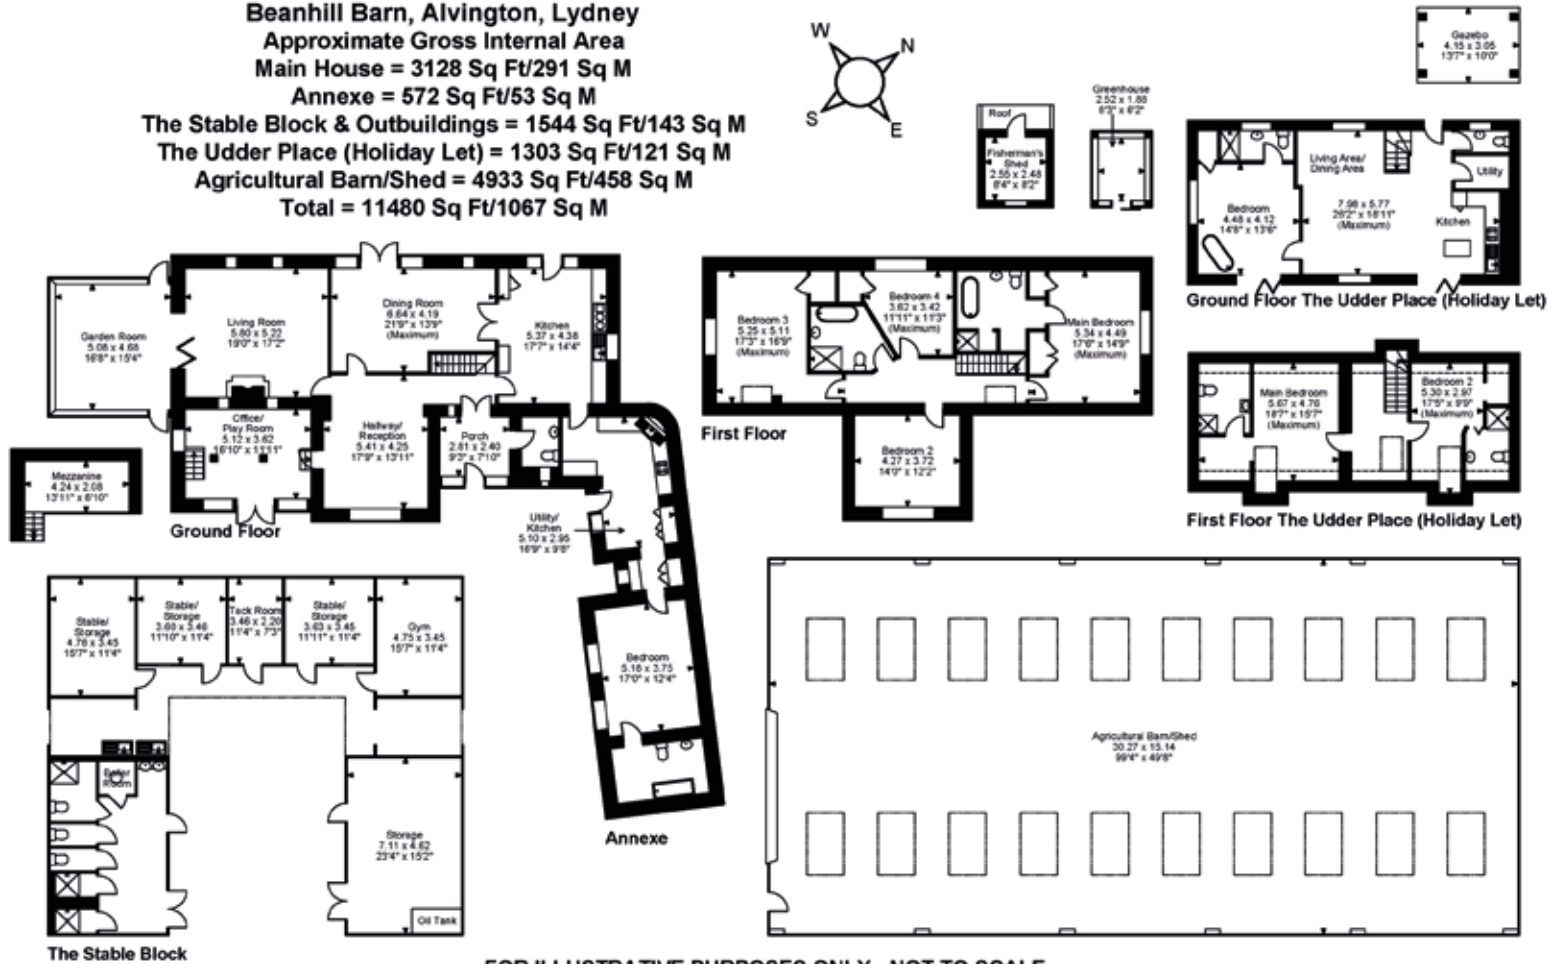 Beanhill Barn, Alvington, Lydney
Approximate Gross Internal Area
Main House = 3128 Sq Ft/291 Sq M
Annexe = 572 Sq Ft/53 Sq M
The Stable Block & Outbuildings = 1544 Sq Ft/143 Sq M
The Udder Place (Holiday Let) = 1303 Sq Ft/121 Sq M
Agricultural Barn/Shed = 4933 Sq Ft/458 Sq M
Total = 11480 Sq Ft/1067 Sq M
W
N
S
E
Roof
Fisherman's
Shed
2.55 x 2.48
8'4" x 8'2"
Greenhouse
2.52 x 1.88
8'3" x 6'2"
Gazebo
4.15 x 3.05
13'7" x 10'0"
Living Area/
Dining Area
7.98 x 5.77
26'2" x 18'11"
(Maximum)
Utility
Kitchen
Bedroom
4.48 x 4.12
14'8" x 13'6"
Ground Floor The Udder Place (Holiday Let)
Garden Room
5.08 x 4.68
16'8" x 15'4"
Living Room
5.80 x 5.22
19'0" x 17'2"
Dining Room
6.64 x 4.19
21'9" x 13'9"
(Maximum)
Kitchen
5.37 x 4.38
17'7" x 14'4"
Office/
Play Room
5.12 x 3.62
16'10" x 11'11"
Hallway/
Reception
5.41 x 4.25
17'9" x 13'11"
Porch
2.81 x 2.40
9'3" x 7'10"
Mezzanine
4.24 x 2.08
13'11" x 6'10"
Ground Floor
Utility/
Kitchen
5.10 x 2.95
16'9" x 9'8"
Bedroom
5.18 x 3.75
17'0" x 12'4"
Annexe
Bedroom 3
5.25 x 5.11
17'3" x 16'9"
(Maximum)
Bedroom 4
3.62 x 3.42
11'11" x 11'3"
(Maximum)
Main Bedroom
5.34 x 4.49
17'6" x 14'9"
(Maximum)
Bedroom 2
4.27 x 3.72
14'0" x 12'2"
First Floor
Main Bedroom
5.67 x 4.76
18'7" x 15'7"
(Maximum)
Bedroom 2
5.30 x 2.97
17'5" x 9'9"
(Maximum)
First Floor The Udder Place (Holiday Let)
Stable/
Storage
4.76 x 3.45
15'7" x 11'4"
Stable/
Storage
3.60 x 3.46
11'10" x 11'4"
Tack Room
3.46 x 2.20
11'4" x 7'3"
Stable/
Storage
3.63 x 3.45
11'11" x 11'4"
Gym
4.75 x 3.45
15'7" x 11'4"
Boiler
Room
Storage
7.11 x 4.62
23'4" x 15'2"
Oil Tank
The Stable Block
Agricultural Barn/Shed
30.27 x 15.14
99'4" x 49'8"
FOR ILLUSTRATIVE PURPOSES ONLY - NOT TO SCALE